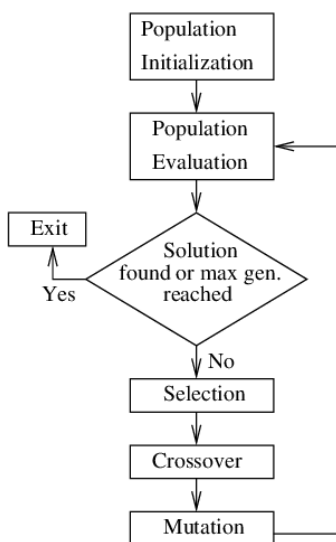 Population
Initialization
Population
Evaluation
Exit
Solution
found or max gen.
reached
Yes
No
Selection
Crossover
Mutation